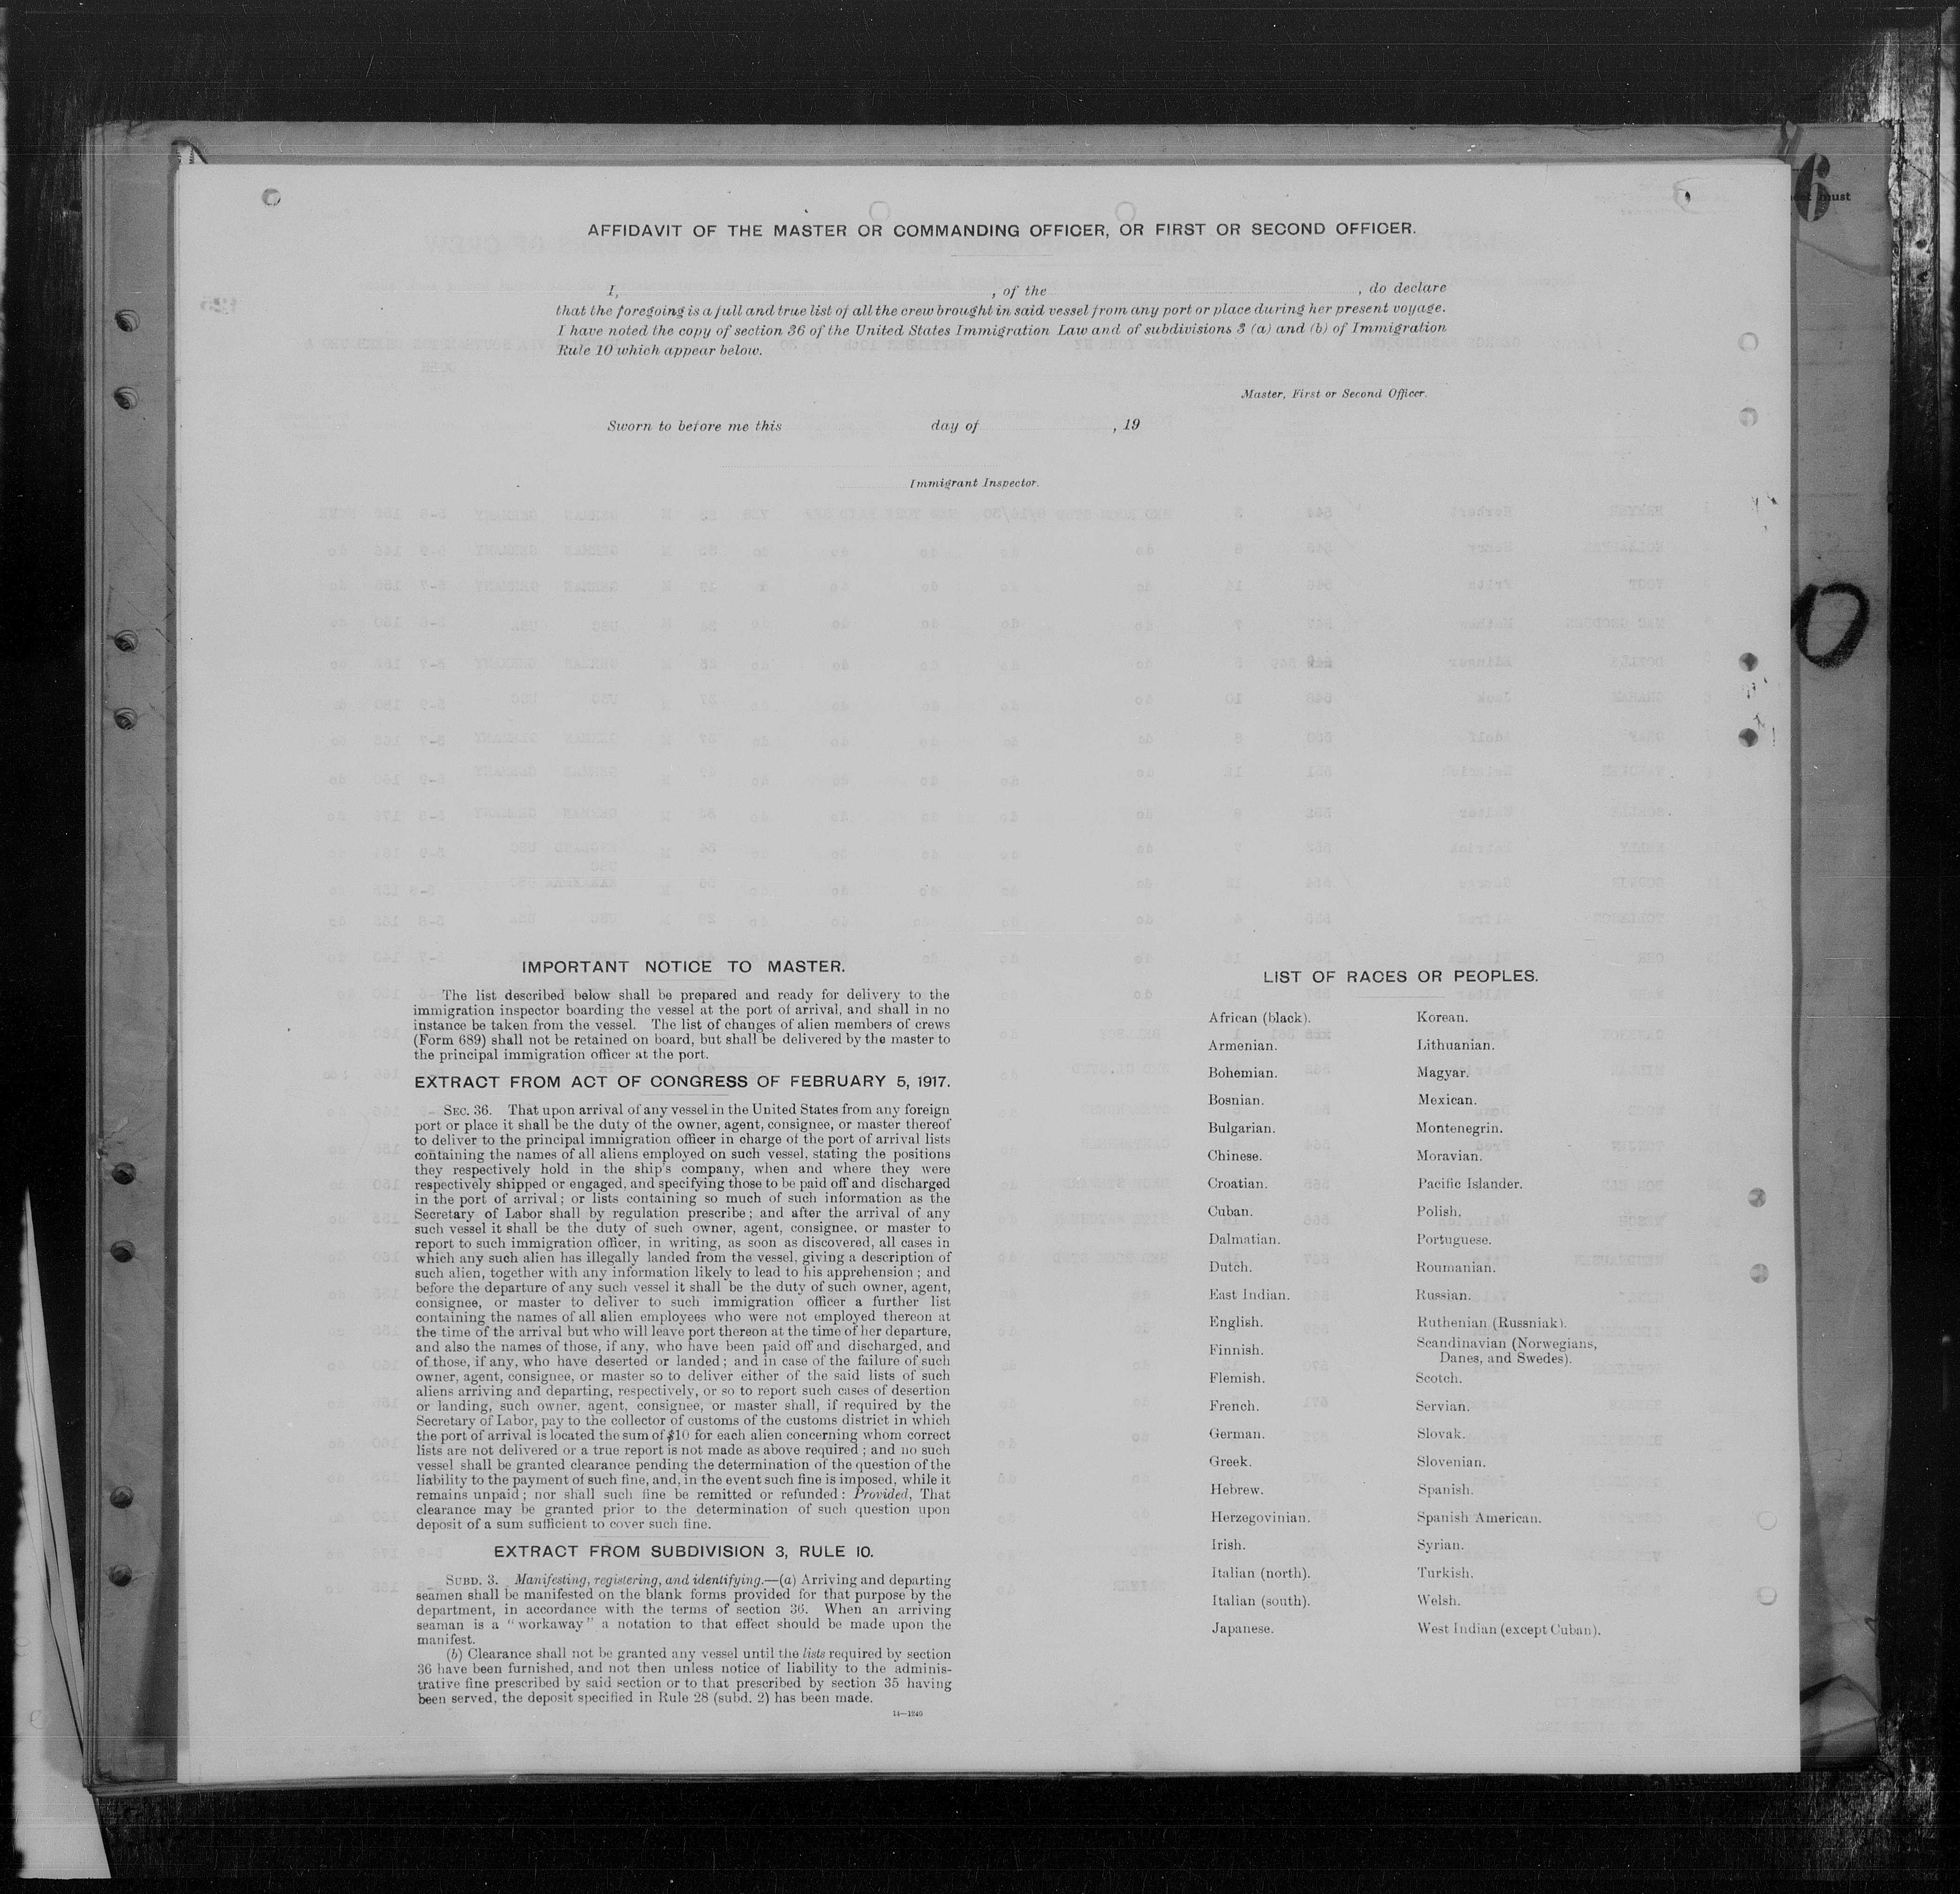 6
must
AFFIDAVIT OF THE MASTER OR COMMANDING OFFICER, OR FIRST OR SECOND OFFICER.
I, , of the , do declare
that the foregoing is a full and true list of all the crew brought in said vessel from any port or place during her present voyage.
I have noted the copy of section 36 of the United States Immigration Law and of subdivisions 3 (a) and (b) of Immigration
Rule 10 which appear below.
Master, First or Second Officer.
Sworn to before me this day of , 19
Immigrant Inspector.
0
IMPORTANT NOTICE TO MASTER.
The list described below shall be prepared and ready for delivery to the
immigration inspector boarding the vessel at the port of arrival, and shall in no
instance be taken from the vessel. The list of changes of alien members of crews
(Form 689) shall not be retained on board, but shall be delivered by the master to
the principal immigration officer at the port.
EXTRACT FROM ACT OF CONGRESS OF FEBRUARY 5, 1917.
SEC. 36. That upon arrival of any vessel in the United States from any foreign
port or place it shall be the duty of the owner, agent, consignee, or master thereof
to deliver to the principal immigration officer in charge of the port of arrival lists
containing the names of all aliens employed on such vessel, stating the positions
they respectively hold in the ship's company, when and where they were
respectively shipped or engaged, and specifying those to be paid off and discharged
in the port of arrival; or lists containing so much of such information as the
Secretary of Labor shall by regulation prescribe; and after the arrival of any
such vessel it shall be the duty of such owner, agent, consignee, or master to
report to such immigration officer, in writing, as soon as discovered, all cases in
which any such alien has illegally landed from the vessel, giving a description of
such alien, together with any information likely to lead to his apprehension; and
before the departure of any such vessel it shall be the duty of such owner, agent,
consignee, or master to deliver to such immigration officer a further list
containing the names of all alien employees who were not employed thereon at
the time of the arrival but who will leave port thereon at the time of her departure,
and also the names of those, if any, who have been paid off and discharged, and
of those, if any, who have deserted or landed; and in case of the failure of such
owner, agent, consignee, or master so to deliver either of the said lists of such
aliens arriving and departing, respectively, or so to report such cases of desertion
or landing, such owner, agent, consignee, or master shall, if required by the
Secretary of Labor, pay to the collector of customs of the customs district in which
the port of arrival is located the sum of $10 for each alien concerning whom correct
lists are not delivered or a true report is not made as above required; and no such
vessel shall be granted clearance pending the determination of the question of the
liability to the payment of such fine, and, in the event such fine is imposed, while it
remains unpaid; nor shall such fine be remitted or refunded: Provided, That
clearance may be granted prior to the determination of such question upon
deposit of a sum sufficient to cover such fine.
EXTRACT FROM SUBDIVISION 3, RULE 10.
SUBD. 3. Manifesting, registering, and identifying.—(a) Arriving and departing
seamen shall be manifested on the blank forms provided for that purpose by the
department, in accordance with the terms of section 36. When an arriving
seaman is a “workaway” a notation to that effect should be made upon the
manifest.
(b) Clearance shall not be granted any vessel until the lists required by section
36 have been furnished, and not then unless notice of liability to the adminis-
trative fine prescribed by said section or to that prescribed by section 35 having
been served, the deposit specified in Rule 28 (subd. 2) has been made.
14—1240
LIST OF RACES OR PEOPLES.
African (black).
Armenian.
Bohemian.
Bosnian.
Bulgarian.
Chinese.
Croatian.
Cuban.
Dalmatian.
Dutch.
East Indian.
English.
Finnish.
Flemish.
French.
German.
Greek.
Hebrew.
Herzegovinian.
Irish.
Italian (north).
Italian (south).
Japanese.
Korean.
Lithuanian.
Magyar.
Mexican.
Montenegrin.
Moravian.
Pacific Islander.
Polish.
Portuguese.
Roumanian.
Russian.
Ruthenian (Russniak).
Scandinavian (Norwegians,
Danes, and Swedes).
Scotch.
Servian.
Slovak.
Slovenian.
Spanish.
Spanish American.
Syrian.
Turkish.
Welsh.
West Indian (except Cuban).